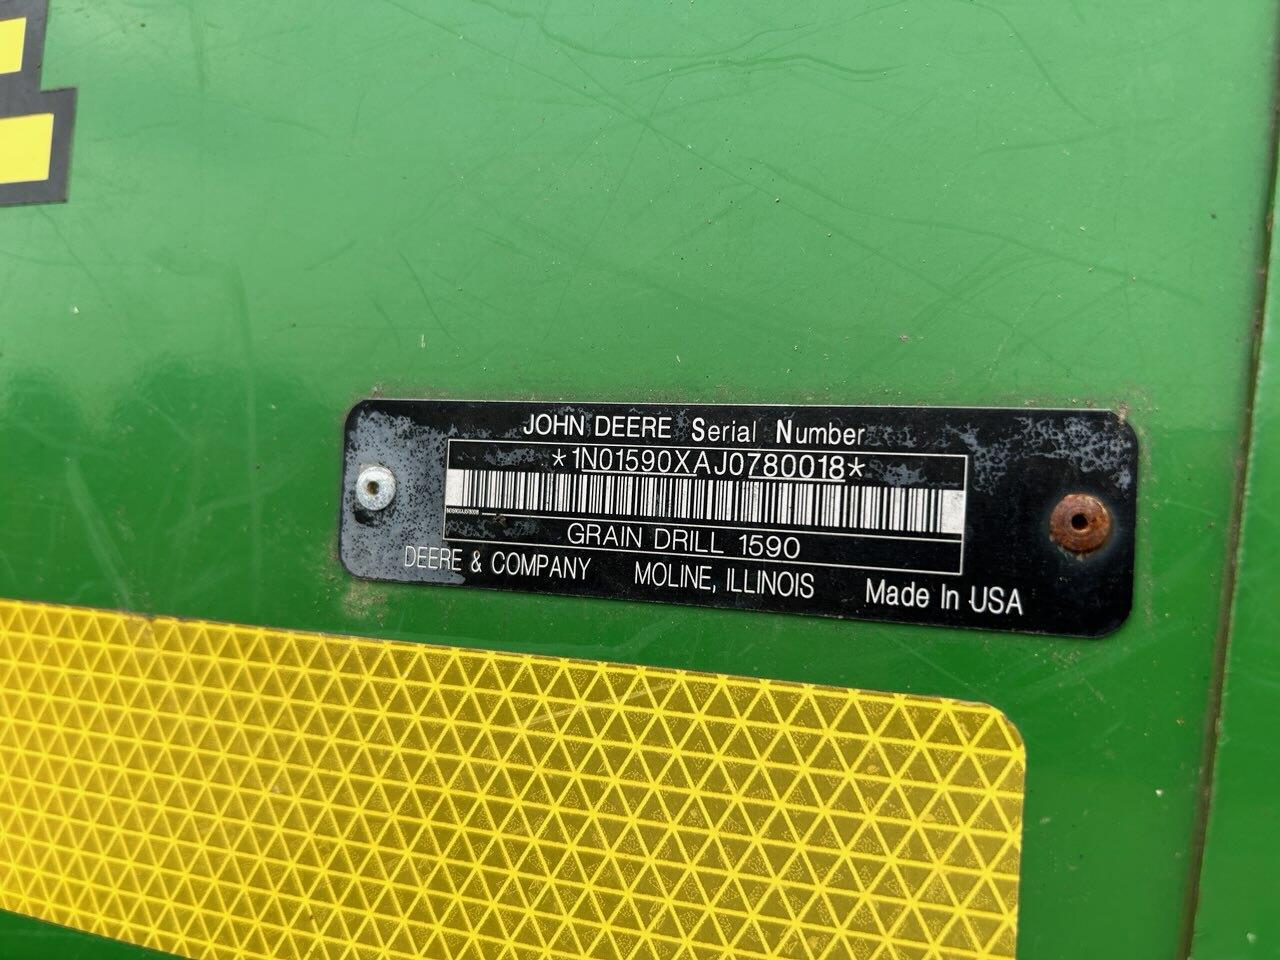 JOHN DEERE Serial Number
*1N01590XAJ0780018*
GRAIN DRILL 1590
DEERE & COMPANY MOLINE, ILLINOIS Made In USA